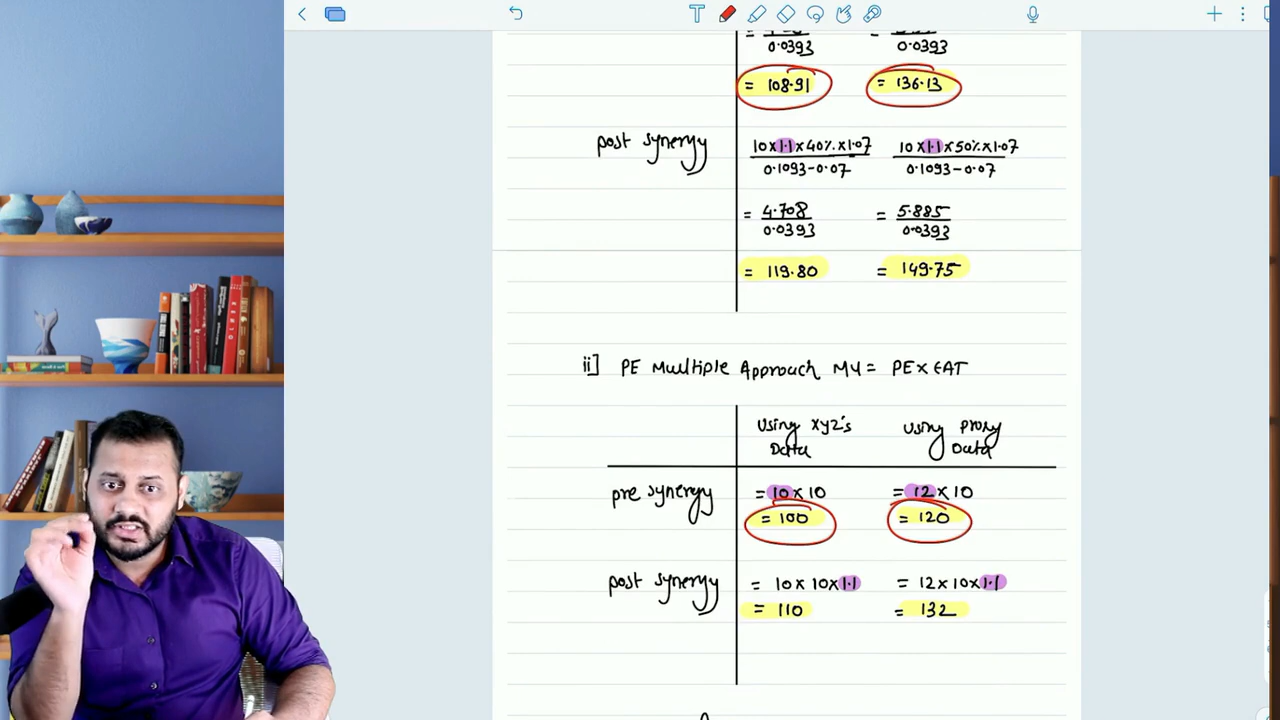 0.0393 0.0393
= 108.91 = 136.13
post synergy 10×1.1×40%×1.07 10×1.1×50%×1.07
0.1093-0.07 0.1093-0.07
= 4.708 = 5.885
0.0393 0.0393
= 119.80 = 149.75
ii] PE Multiple Approach MV = PE×EAT
Using XYZ's Using Proxy
Data Data
pre synergy = 10×10 = 12×10
= 100 = 120
post synergy = 10×10×1.1 = 12×10×1.1
= 110 = 132